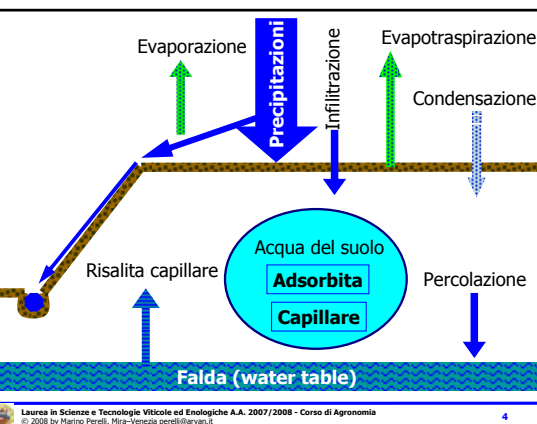 Evaporazione
Precipitazioni
Infilitrazione
Evapotraspirazione
Condensazione
Acqua del suolo
Adsorbita
Capillare
Risalita capillare
Percolazione
Falda (water table)
Laurea in Scienze e Tecnologie Viticole ed Enologiche A.A. 2007/2008 - Corso di Agronomia
© 2008 by Marino Perelli, Mira–Venezia perelli@arvan.it
4